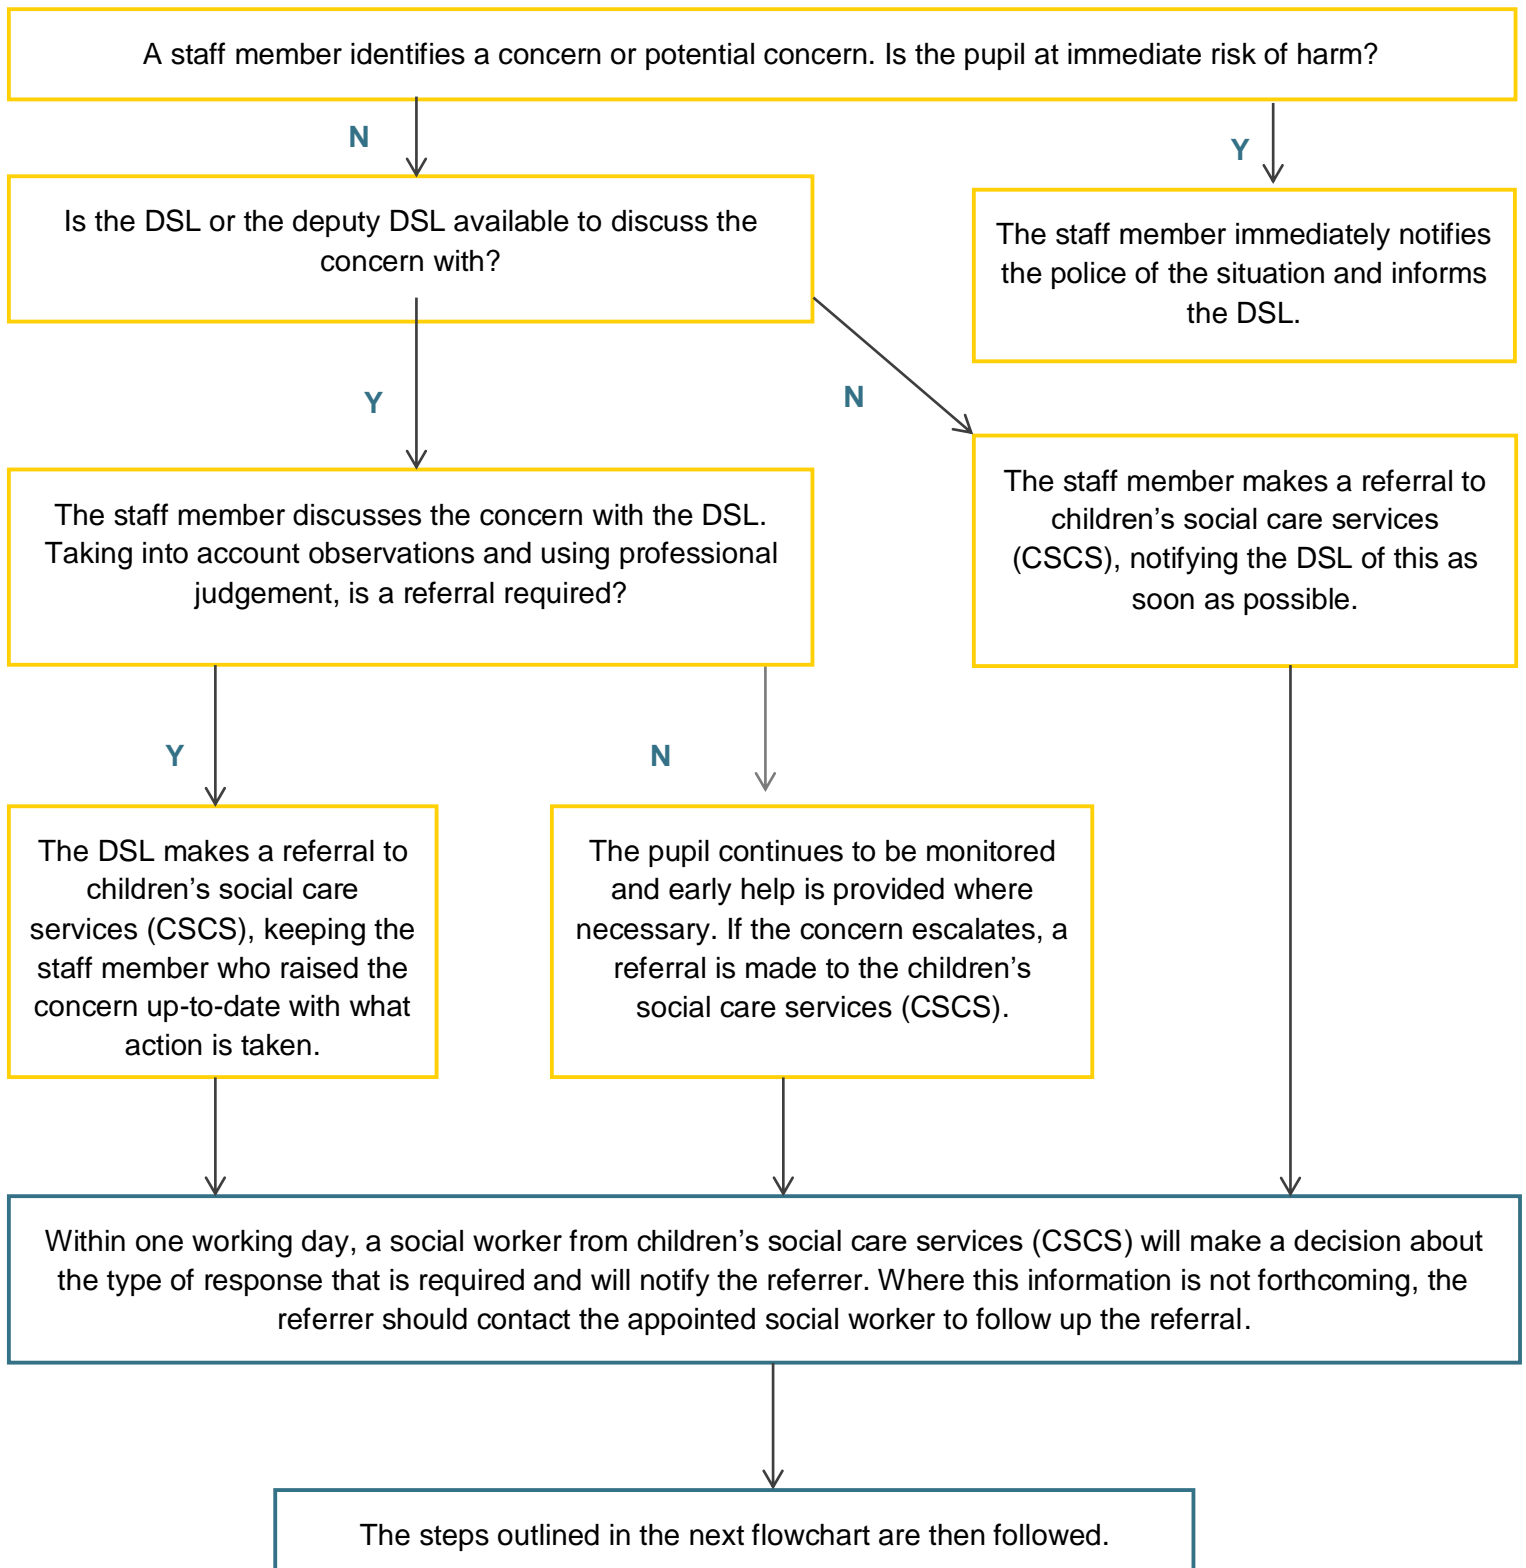 A staff member identifies a concern or potential concern. Is the pupil at immediate risk of harm?
N
Y
Is the DSL or the deputy DSL available to discuss the
concern with?
The staff member immediately notifies
the police of the situation and informs
the DSL.
Y
N
The staff member discusses the concern with the DSL.
Taking into account observations and using professional
judgement, is a referral required?
The staff member makes a referral to
children’s social care services
(CSCS), notifying the DSL of this as
soon as possible.
Y
N
The DSL makes a referral to
children’s social care
services (CSCS), keeping the
staff member who raised the
concern up-to-date with what
action is taken.
The pupil continues to be monitored
and early help is provided where
necessary. If the concern escalates, a
referral is made to the children’s
social care services (CSCS).
Within one working day, a social worker from children’s social care services (CSCS) will make a decision about
the type of response that is required and will notify the referrer. Where this information is not forthcoming, the
referrer should contact the appointed social worker to follow up the referral.
The steps outlined in the next flowchart are then followed.